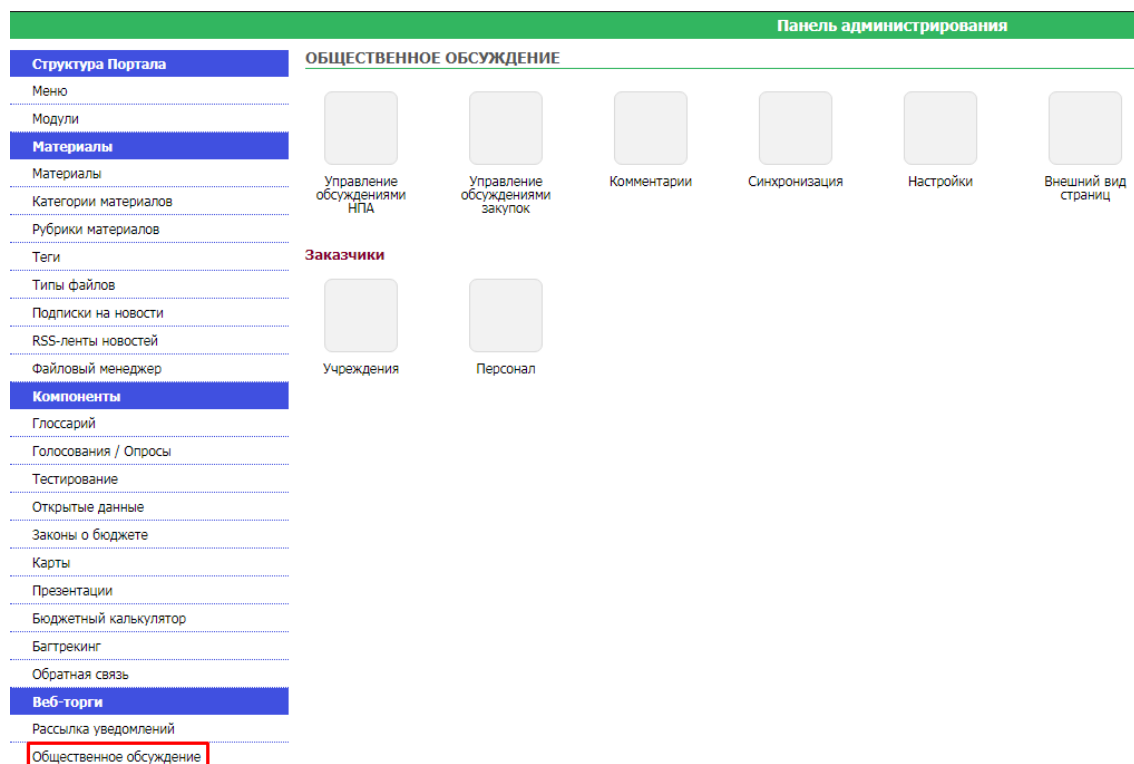 Панель администрирования
Структура Портала
Меню
Модули
Материалы
Материалы
Категории материалов
Рубрики материалов
Теги
Типы файлов
Подписки на новости
RSS-ленты новостей
Файловый менеджер
Компоненты
Глоссарий
Голосования / Опросы
Тестирование
Открытые данные
Законы о бюджете
Карты
Презентации
Бюджетный калькулятор
Багтрекинг
Обратная связь
Веб-торги
Рассылка уведомлений
Общественное обсуждение
ОБЩЕСТВЕННОЕ ОБСУЖДЕНИЕ
Управление
обсуждениями
НПА
Управление
обсуждениями
закупок
Комментарии
Синхронизация
Настройки
Внешний вид
страниц
Заказчики
Учреждения
Персонал